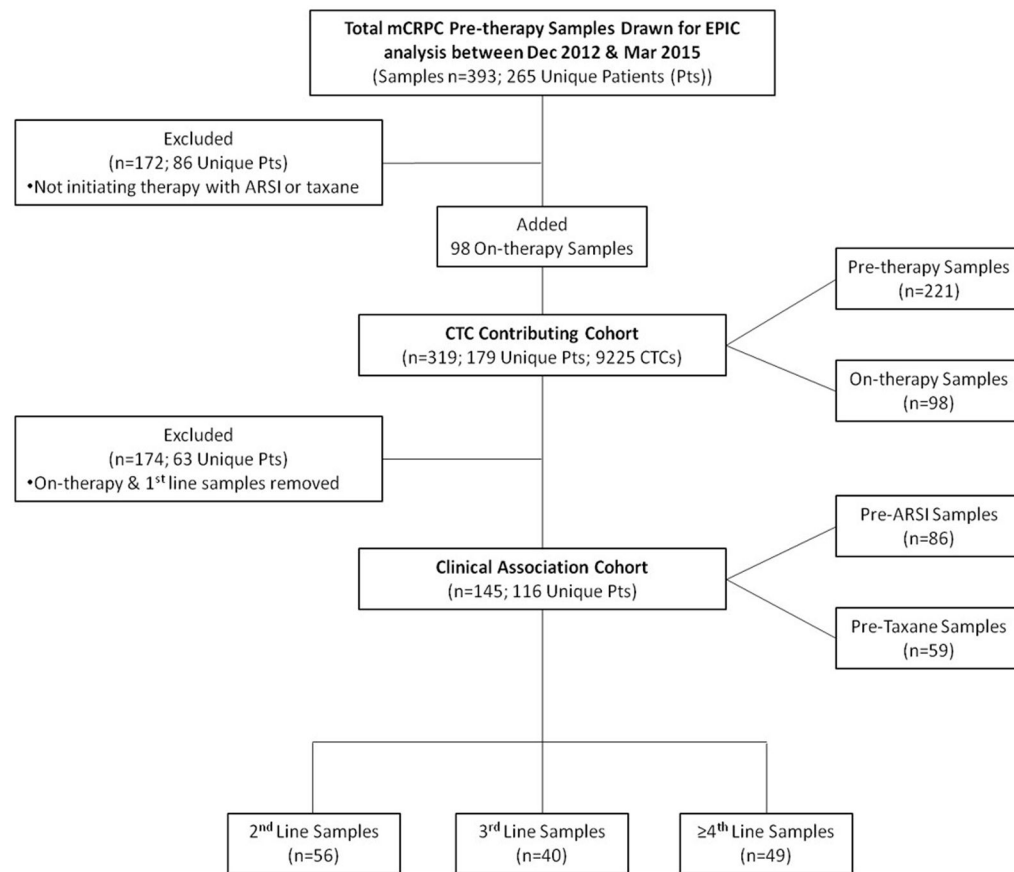 Total mCRPC Pre-therapy Samples Drawn for EPIC
analysis between Dec 2012 & Mar 2015
(Samples n=393; 265 Unique Patients (Pts))
Excluded
(n=172; 86 Unique Pts)
•Not initiating therapy with ARSI or taxane
Added
98 On-therapy Samples
Pre-therapy Samples
(n=221)
CTC Contributing Cohort
(n=319; 179 Unique Pts; 9225 CTCs)
On-therapy Samples
(n=98)
Excluded
(n=174; 63 Unique Pts)
•On-therapy & 1st line samples removed
Pre-ARSI Samples
(n=86)
Clinical Association Cohort
(n=145; 116 Unique Pts)
Pre-Taxane Samples
(n=59)
2nd Line Samples
(n=56)
3rd Line Samples
(n=40)
≥4th Line Samples
(n=49)